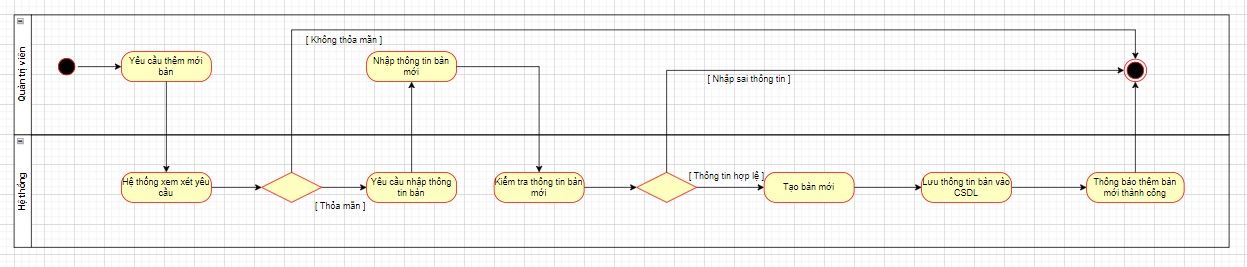 Quản trị viên
[ Không thỏa mãn ]
Yêu cầu thêm mới
bàn
Nhập thông tin bàn
mới
[ Nhập sai thông tin ]
Hệ thống
Hệ thống xem xét yêu
cầu
[ Thỏa mãn ]
Yêu cầu nhập thông
tin bàn
Kiểm tra thông tin bàn
mới
[ Thông tin hợp lệ ]
Tạo bàn mới
Lưu thông tin bàn vào
CSDL
Thông báo thêm bàn
mới thành công